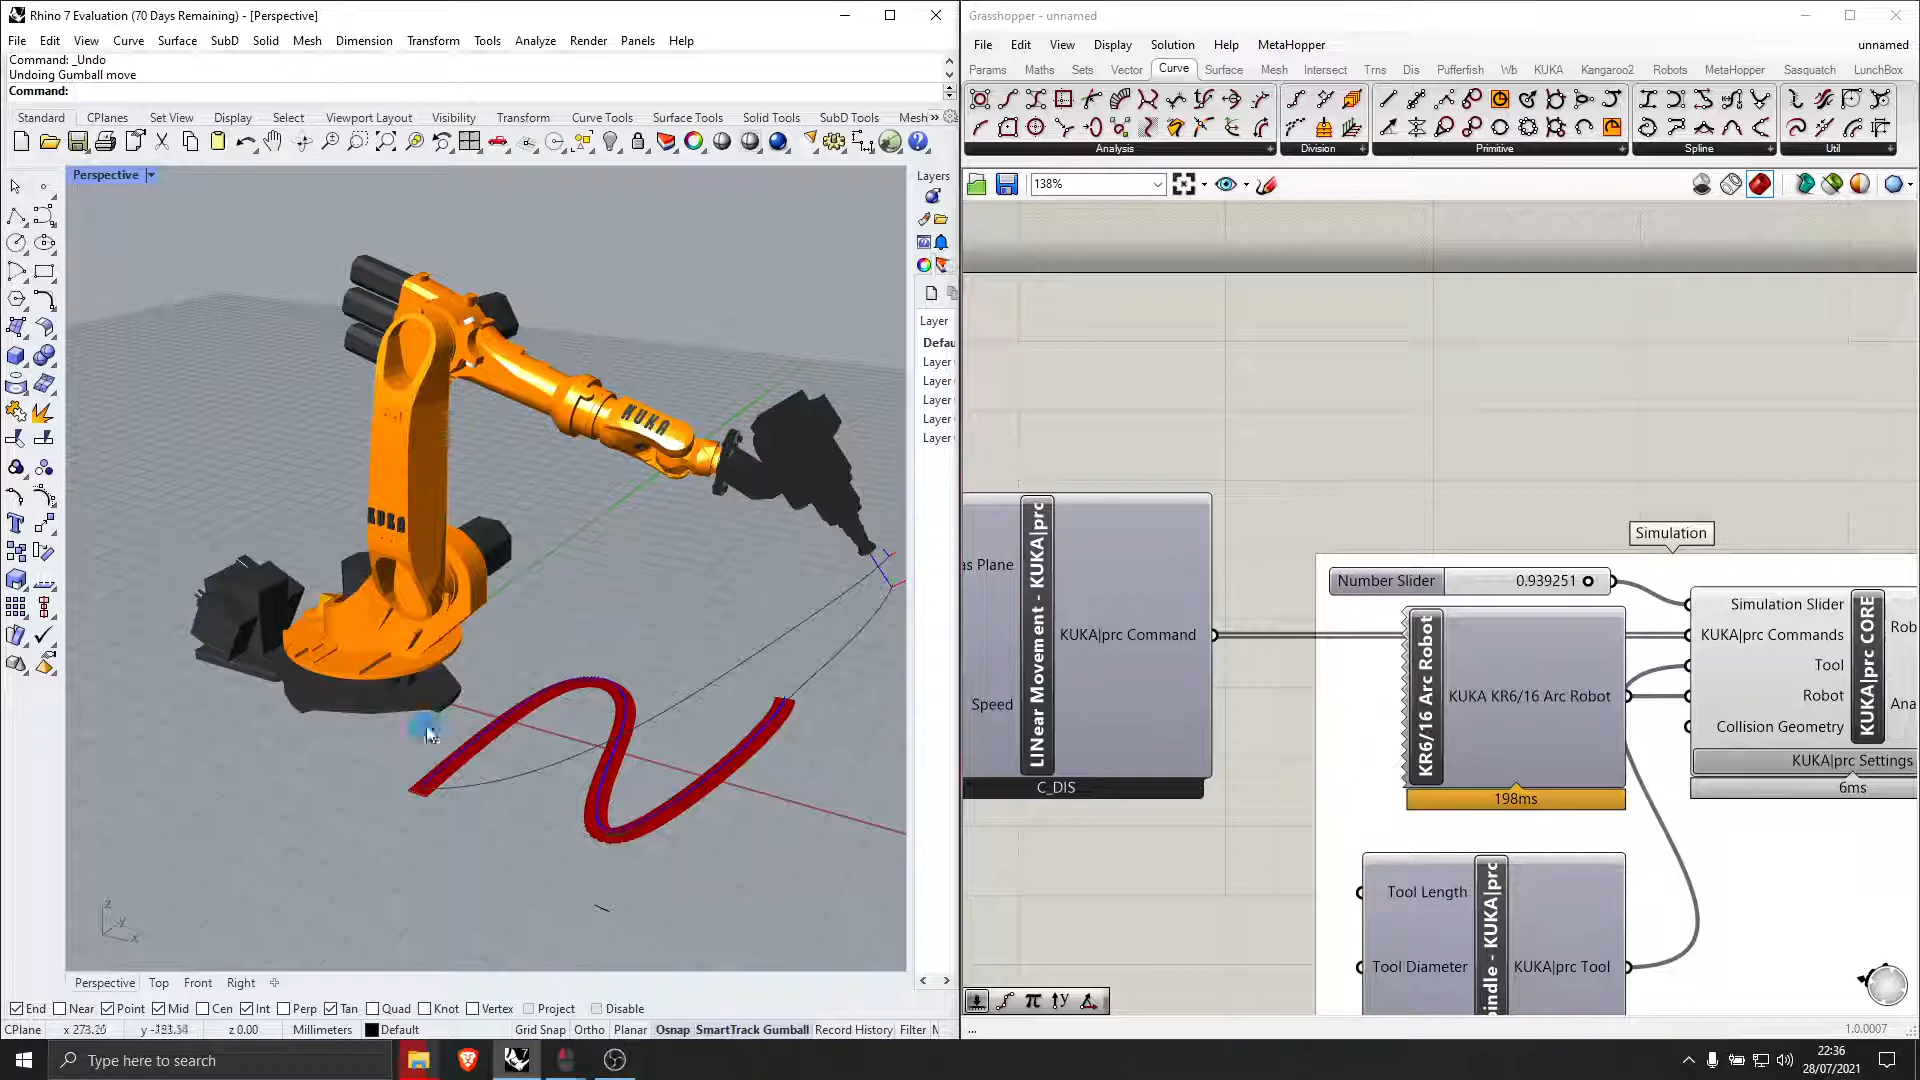 Rhino 7 Evaluation (70 Days Remaining) - [Perspective]
File Edit View Curve Surface SubD Solid Mesh Dimension Transform Tools Analyze Render Panels Help
Command: _Undo
Undoing Gumball move
Command:
Standard CPlanes Set View Display Select Viewport Layout Visibility Transform Curve Tools Surface Tools Solid Tools SubD Tools Mesh
Perspective
Layers
Layer
Defau
Layer
Layer
Layer
Layer
Layer
KUKA
KUKA
z
y
x
Perspective Top Front Right
End Near Point Mid Cen Int Perp Tan Quad Knot Vertex Project Disable
CPlane z 0.00 Millimeters Default Grid Snap Ortho Planar Osnap SmartTrack Gumball Record History Filter M
Grasshopper - unnamed
File Edit View Display Solution Help MetaHopper unnamed
Params Maths Sets Vector Curve Surface Mesh Intersect Trns Dis Pufferfish Wb KUKA Kangaroo2 Robots MetaHopper Sasquatch LunchBox
Analysis Division Primitive Spline Util
138%
Simulation
Number Slider 0.939251
as Plane
Speed
LINear Movement - KUKA|prc
KUKA|prc Command
C_DIS
KR6/16 Arc Robot
KUKA KR6/16 Arc Robot
198ms
Simulation Slider
KUKA|prc Commands
Tool
Robot
Collision Geometry
KUKA|prc CORE
Rob
Ana
KUKA|prc Settings
6ms
Tool Length
Tool Diameter
pindle - KUKA|prc
KUKA|prc Tool
...
1.0.0007
Type here to search
22:36
28/07/2021